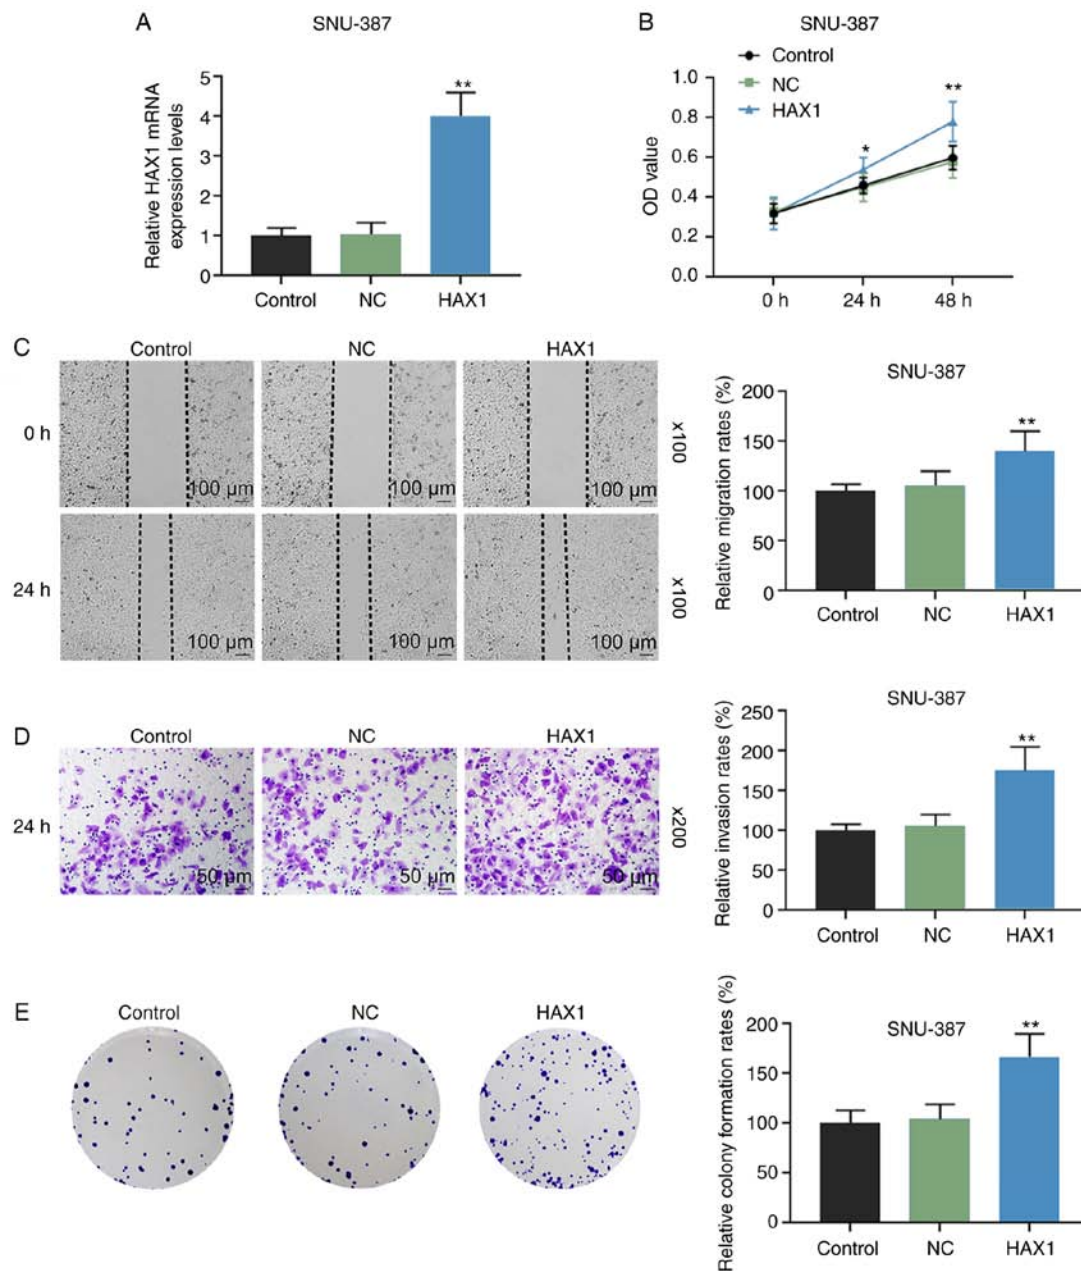 A
SNU-387
Relative HAX1 mRNA
expression levels
5
4
3
2
1
0
**
Control
NC
HAX1
B
SNU-387
Control
NC
HAX1
OD value
1.0
0.8
0.6
0.4
0.2
0.0
*
**
0 h
24 h
48 h
C
Control
NC
HAX1
0 h
100 µm
100 µm
100 µm
x100
24 h
100 µm
100 µm
100 µm
x100
SNU-387
Relative migration rates (%)
200
150
100
50
0
**
Control
NC
HAX1
D
Control
NC
HAX1
24 h
50 µm
50 µm
50 µm
x200
SNU-387
Relative invasion rates (%)
250
200
150
100
50
0
**
Control
NC
HAX1
E
Control
NC
HAX1
SNU-387
Relative colony formation rates (%)
200
150
100
50
0
**
Control
NC
HAX1